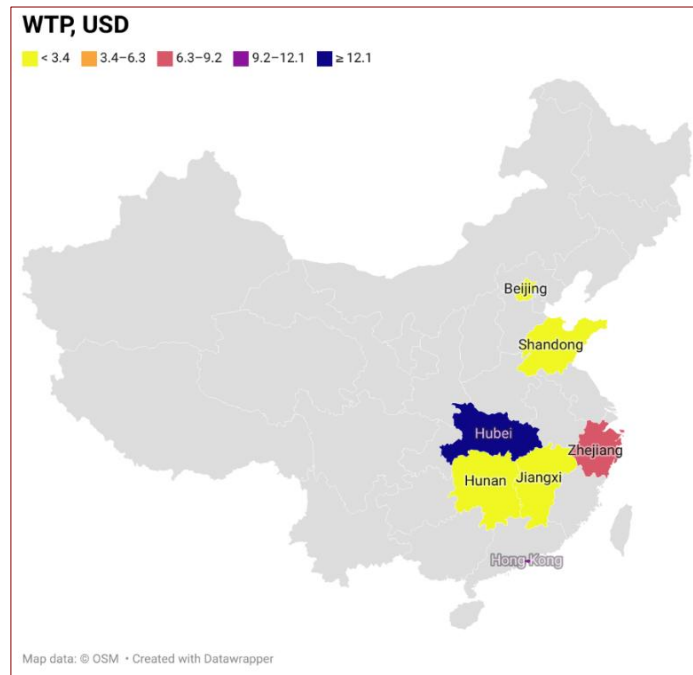 WTP, USD
< 3.4 3.4–6.3 6.3–9.2 9.2–12.1 ≥ 12.1
Beijing
Shandong
Hubei
Zhejiang
Hunan Jiangxi
Hong Kong
Map data: © OSM • Created with Datawrapper